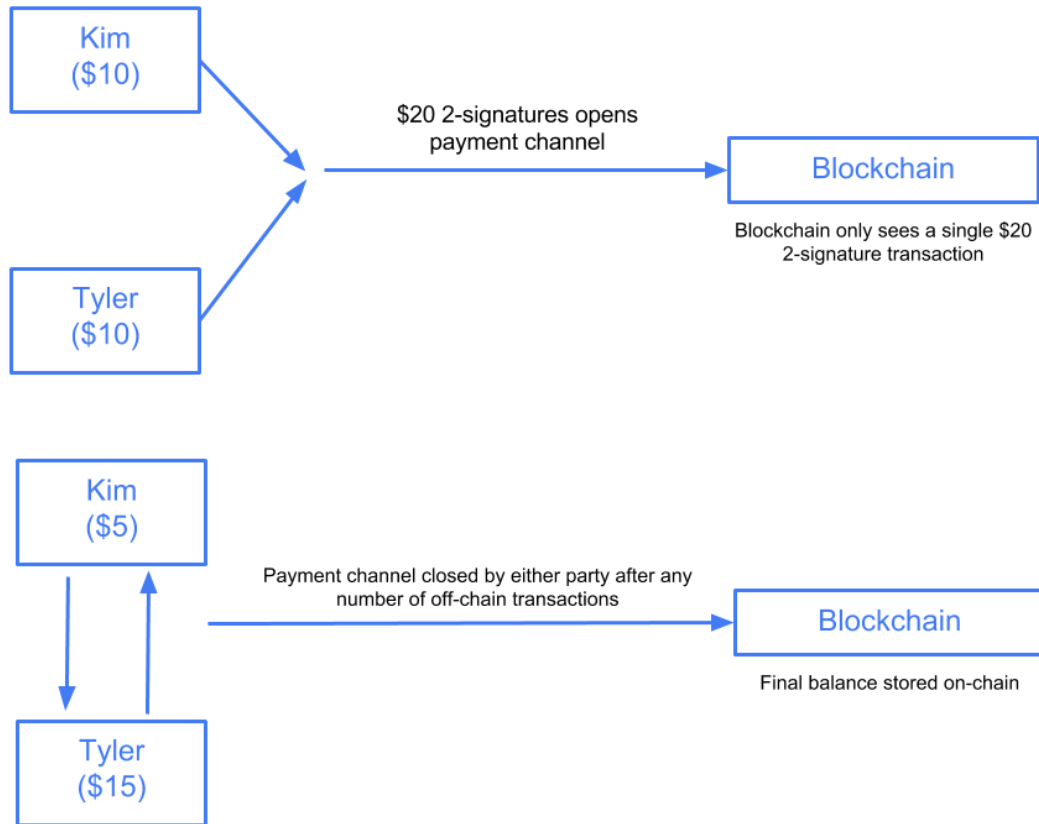 Kim
($10)
$20 2-signatures opens
payment channel
Blockchain
Blockchain only sees a single $20
2-signature transaction
Tyler
($10)
Kim
($5)
Payment channel closed by either party after any
number of off-chain transactions
Blockchain
Final balance stored on-chain
Tyler
($15)